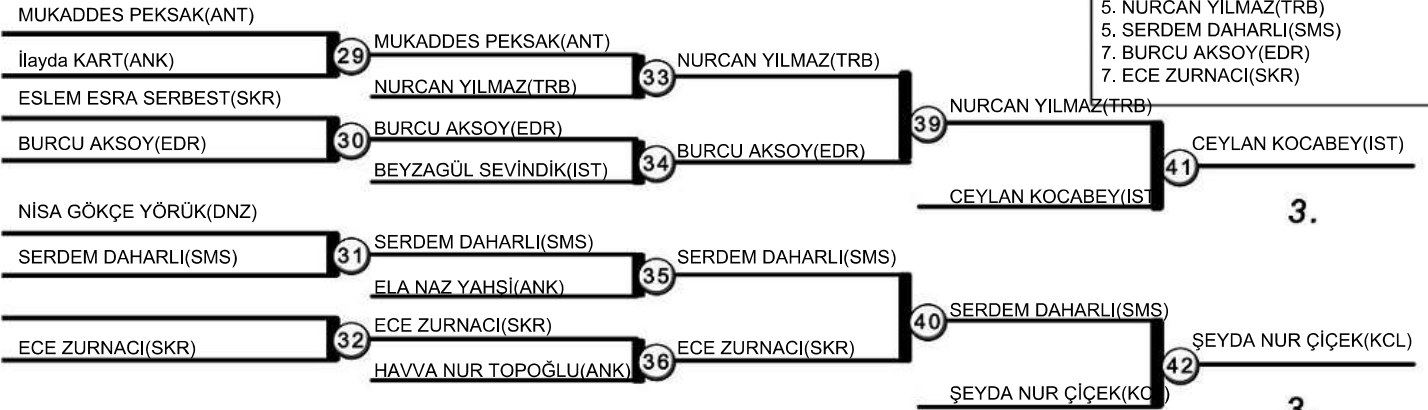 5. NURCAN YILMAZ(TRB)
5. SERDEM DAHARLI(SMS)
7. BURCU AKSOY(EDR)
7. ECE ZURNACI(SKR)
MUKADDES PEKSAK(ANT)
İlayda KART(ANK)
29
MUKADDES PEKSAK(ANT)
NURCAN YILMAZ(TRB)
33
NURCAN YILMAZ(TRB)
ESLEM ESRA SERBEST(SKR)
BURCU AKSOY(EDR)
30
BURCU AKSOY(EDR)
BEYZAGÜL SEVİNDİK(IST)
34
BURCU AKSOY(EDR)
39
NURCAN YILMAZ(TRB)
CEYLAN KOCABEY(IST
41
CEYLAN KOCABEY(IST)
3.
NİSA GÖKÇE YÖRÜK(DNZ)
SERDEM DAHARLI(SMS)
31
SERDEM DAHARLI(SMS)
ELA NAZ YAHŞİ(ANK)
35
SERDEM DAHARLI(SMS)
ECE ZURNACI(SKR)
32
ECE ZURNACI(SKR)
HAVVA NUR TOPOĞLU(ANK)
36
ECE ZURNACI(SKR)
40
SERDEM DAHARLI(SMS)
ŞEYDA NUR ÇİÇEK(KCL)
42
ŞEYDA NUR ÇİÇEK(KCL)
3.